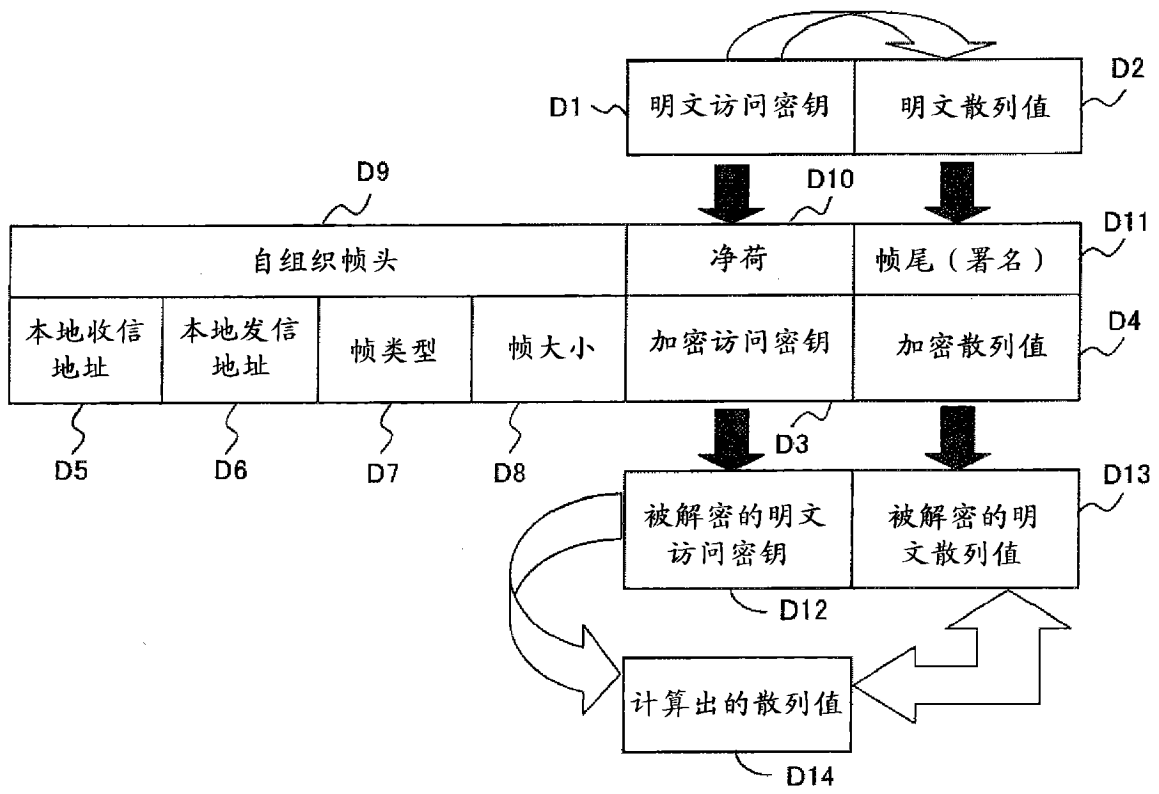 D1
明文访问密钥
明文散列值
D2
D9
D10
自组织帧头
净荷
帧尾（署名）
D11
本地收信
地址
本地发信
地址
帧类型
帧大小
加密访问密钥
加密散列值
D4
D5
D6
D7
D8
D3
被解密的明文
访问密钥
被解密的明
文散列值
D13
D12
计算出的散列值
D14